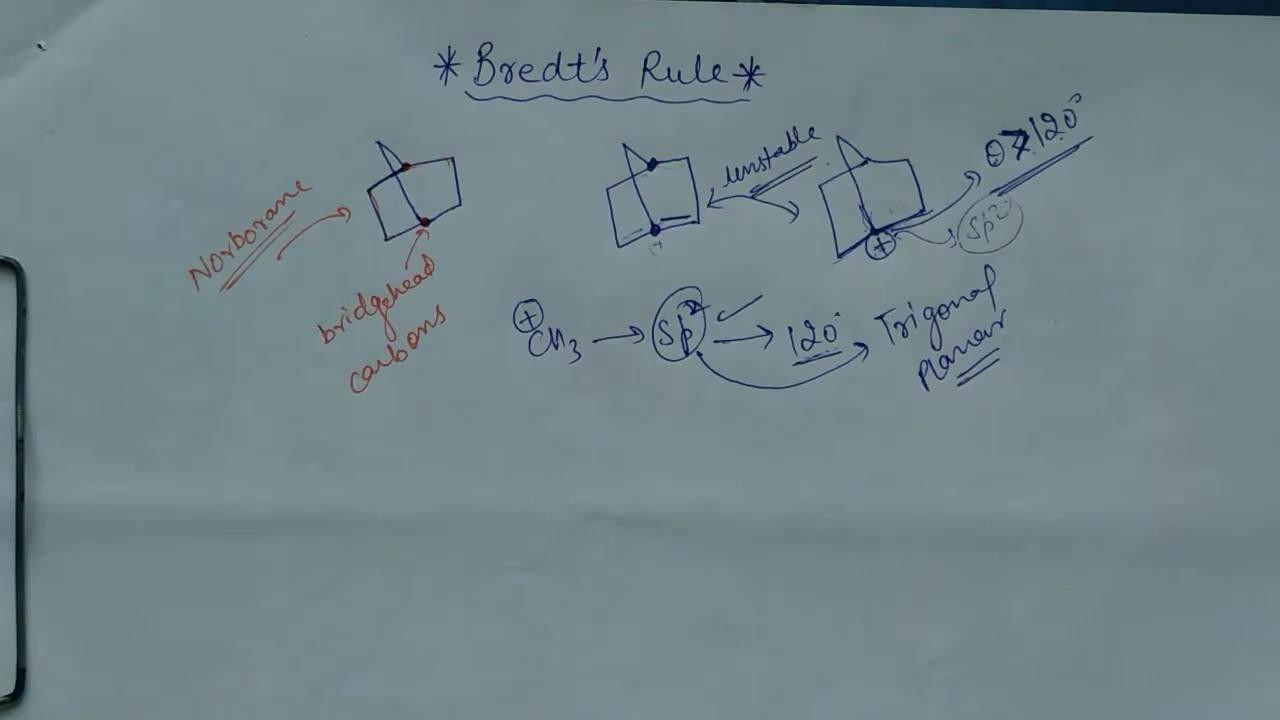 *Bredt's Rule*
Norborane
bridgehead
carbons
unstable
θ≯120°
sp²
⊕
⊕
CH₃ → sp² ✓ → 120°
Trigonal
Planar